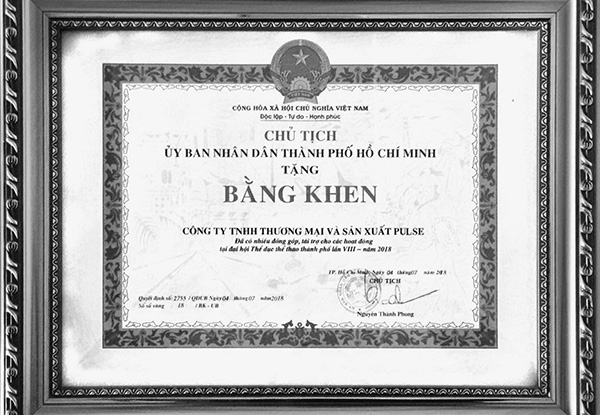 CỘNG HÒA XÃ HỘI CHỦ NGHĨA VIỆT NAM
Độc lập - Tự do - Hạnh phúc
CHỦ TỊCH
ỦY BAN NHÂN DÂN THÀNH PHỐ HỒ CHÍ MINH
TẶNG
BẰNG KHEN
CÔNG TY TNHH THƯƠNG MẠI VÀ SẢN XUẤT PULSE
Đã có nhiều đóng góp, tài trợ cho các hoạt động
tại đại hội Thể dục thể thao thành phố lần VIII – năm 2018
TP. Hồ Chí Minh, Ngày 04 tháng 07 năm 2018
CHỦ TỊCH
Quyết định số: 2755 / QĐUB Ngày 04 tháng 07 năm 2018
Số sổ vàng 18 / BK - UB
Nguyễn Thành Phong